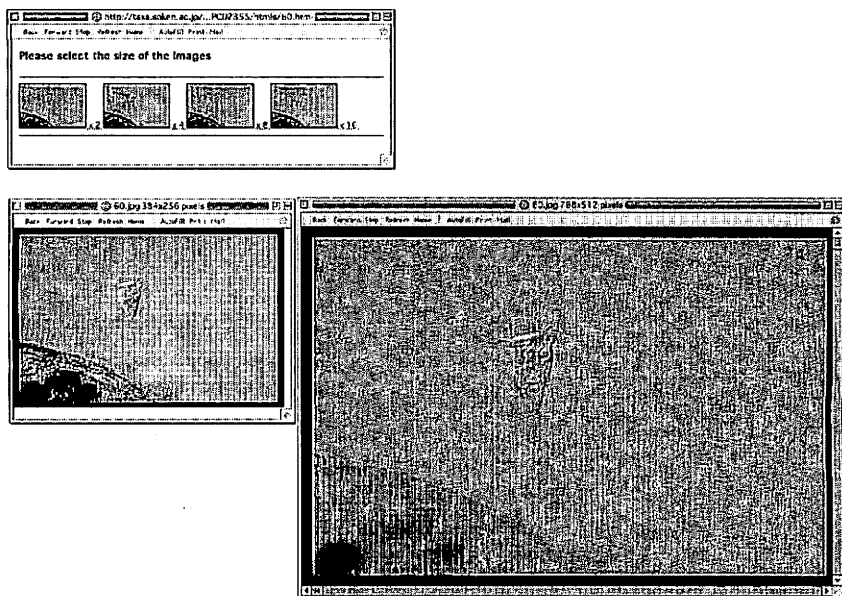 http://taxa.soken.ac.jp/...PCD2355/htmls/60.htm
Back Forward Stop Refresh Home AutoFill Print Mail
Please select the size of the images
x2 x4 x8 x16
60.jpg 384x256 pixels
Back Forward Stop Refresh Home AutoFill Print Mail
60.jpg 768x512 pixels
Back Forward Stop Refresh Home AutoFill Print Mail